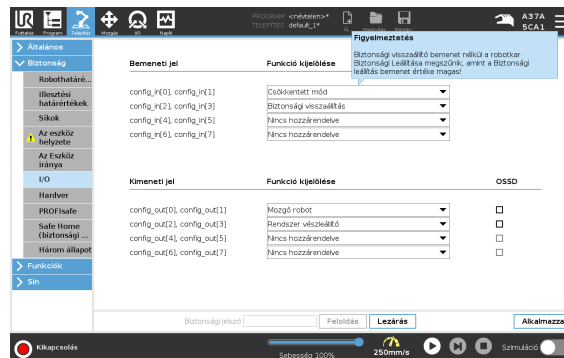 PROGRAM <névtelen>*
TELEPÍTÉS default_1*
A37A
5CA1
Futtatás Program Telepítés Mozgás I/O Napló
Figyelmeztetés
Biztonsági visszaállító bemenet nélkül a robotkar
Biztonsági Leállítása megszűnik, amint a Biztonsági
leállítás bemenet értéke magas!
Általános
Biztonság
Robothatáré...
Illesztési
határértékek
Síkok
Az eszköz
helyzete
Az Eszköz
iránya
I/O
Hardver
PROFIsafe
Safe Home
(biztonsági ...
Három állapot
Funkciók
Sín
Bemeneti jel Funkció kijelölése
config_in[0], config_in[1] Csökkentett mód
config_in[2], config_in[3] Biztonsági visszaállítás
config_in[4], config_in[5] Nincs hozzárendelve
config_in[6], config_in[7] Nincs hozzárendelve
Kimeneti jel Funkció kijelölése OSSD
config_out[0], config_out[1] Mozgó robot
config_out[2], config_out[3] Rendszer vészleállító
config_out[4], config_out[5] Nincs hozzárendelve
config_out[6], config_out[7] Nincs hozzárendelve
Biztonsági jelszó Feloldás Lezárás Alkalmazza
Kikapcsolás
Sebesség 100%
250mm/s
Szimuláció